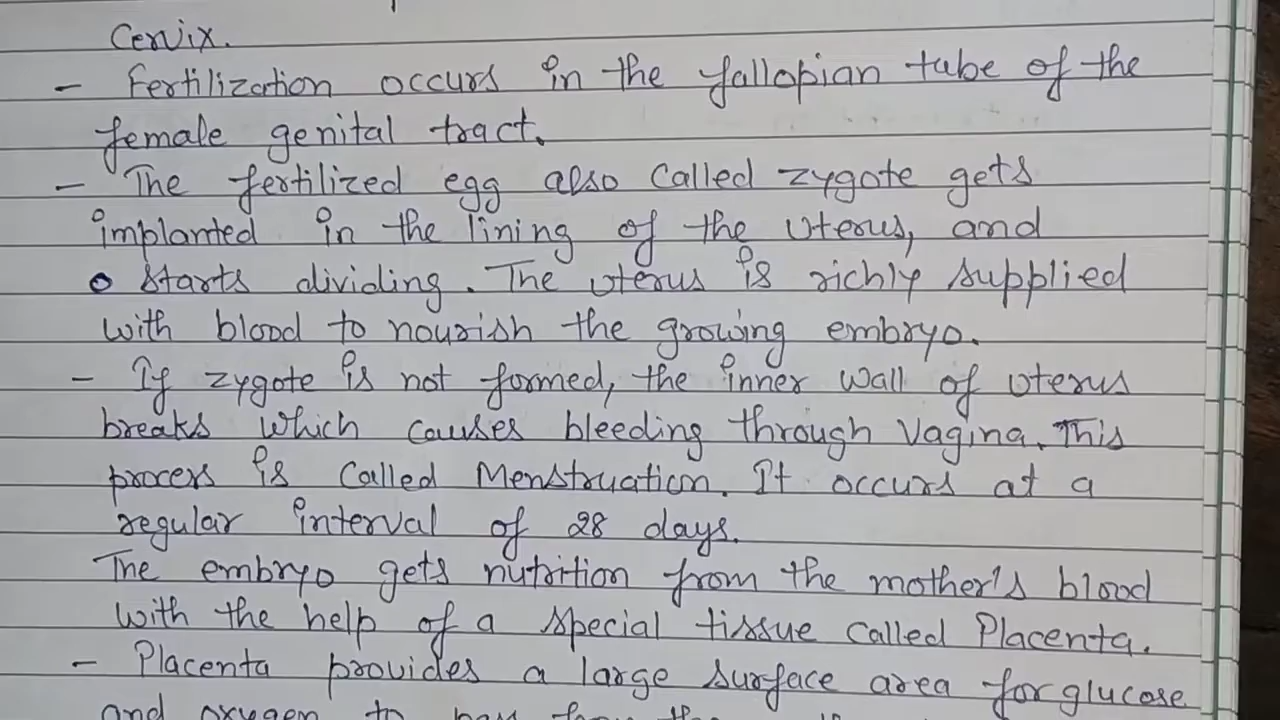 Cervix.
- Fertilization occurs in the fallopian tube of the
female genital tract.
- The fertilized egg also called zygote gets
implanted in the lining of the uterus, and
starts dividing. The uterus is richly supplied
with blood to nourish the growing embryo.
- If zygote is not formed, the inner wall of uterus
breaks which causes bleeding through vagina. This
process is called Menstruation. It occurs at a
regular interval of 28 days.
The embryo gets nutrition from the mother's blood
with the help of a special tissue called Placenta.
- Placenta provides a large surface area for glucose
and oxygen to